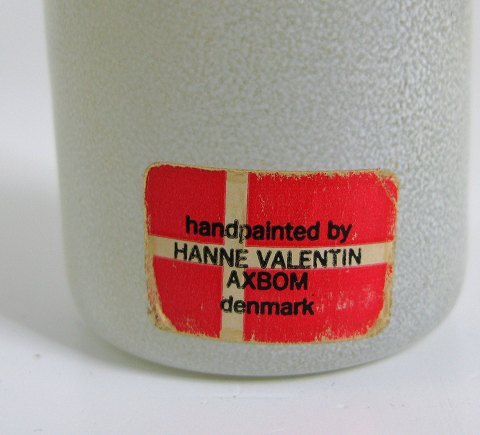 handpainted by
HANNE VALENTIN
AXBOM
denmark